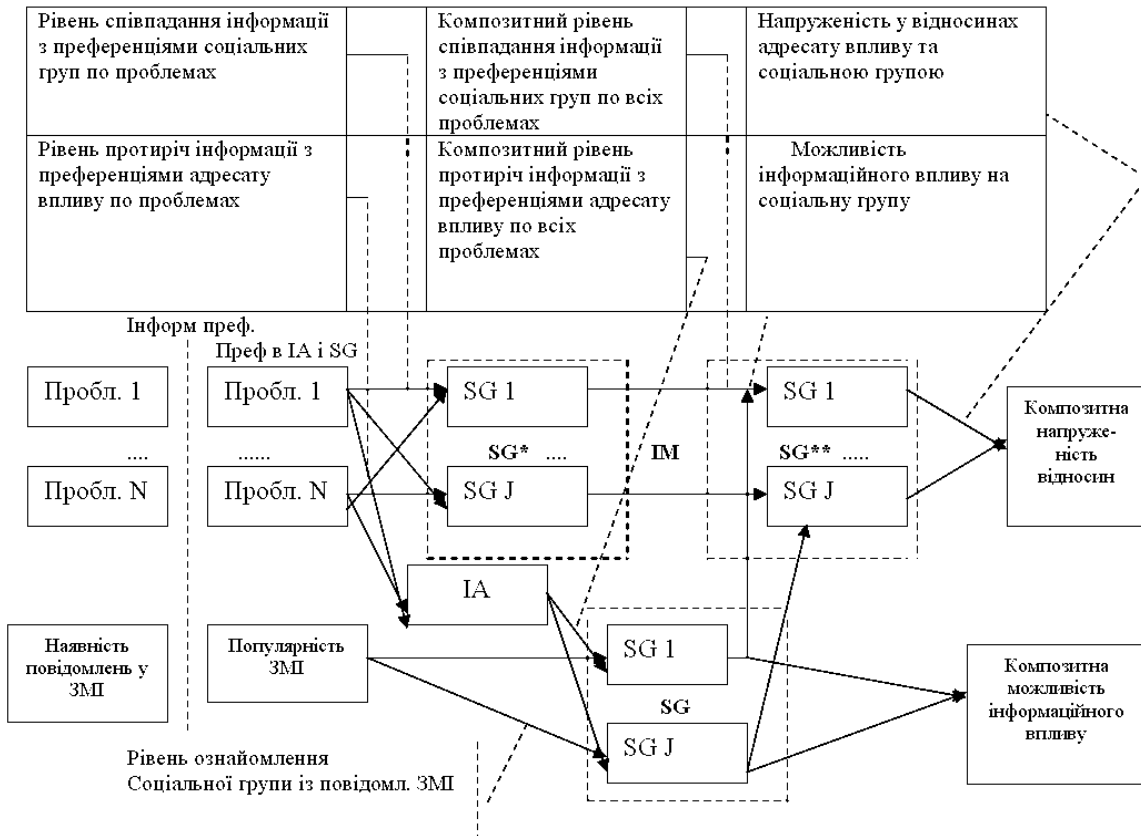 Рівень співпадання інформації
з преференціями соціальних
груп по проблемах
Композитний рівень
співпадання інформації
з преференціями
соціальних груп по всіх
проблемах
Напруженість у відносинах
адресату впливу та
соціальною групою
Рівень протиріч інформації з
преференціями адресату
впливу по проблемах
Композитний рівень
протиріч інформації з
преференціями адресату
впливу по всіх
проблемах
Можливість
інформаційного впливу на
соціальну групу
Інформ преф.
Преф в ІА і SG
Пробл. 1
Пробл. 1
SG 1
SG 1
....
......
SG* ....
IM
SG** .....
Композитна
напруже-
ність
відносин
Пробл. N
Пробл. N
SG J
SG J
ІА
Наявність
повідомлень у
ЗМІ
Популярність
ЗМІ
SG 1
SG
SG J
Композитна
можливість
інформаційного
впливу
Рівень ознайомлення
Соціальної групи із повідомл. ЗМІ